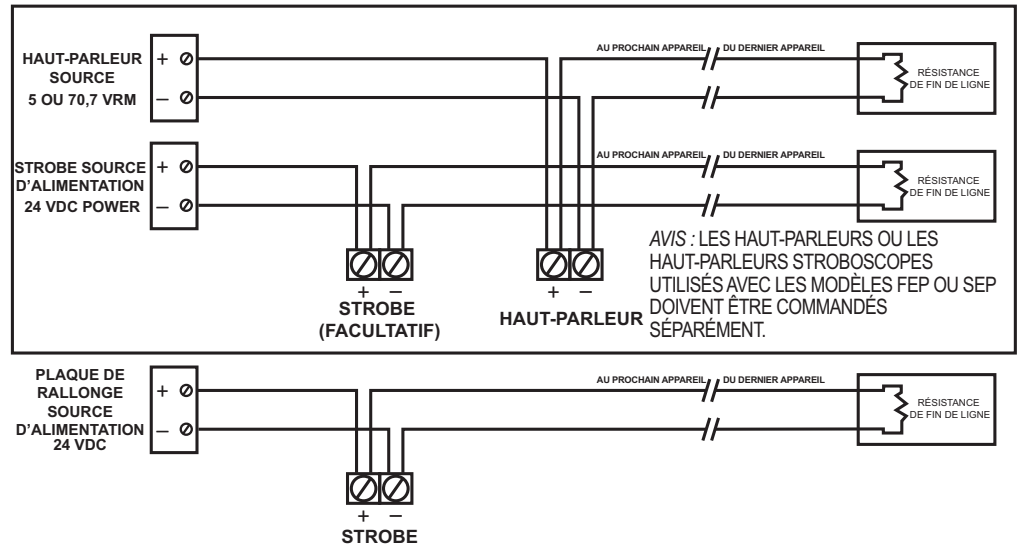 HAUT-PARLEUR
SOURCE
5 OU 70,7 VRM
+
–
AU PROCHAIN APPAREIL
DU DERNIER APPAREIL
RÉSISTANCE
DE FIN DE LIGNE
STROBE SOURCE
D'ALIMENTATION
24 VDC POWER
+
–
AU PROCHAIN APPAREIL
DU DERNIER APPAREIL
RÉSISTANCE
DE FIN DE LIGNE
+ –
STROBE
(FACULTATIF)
+ –
HAUT-PARLEUR
AVIS : LES HAUT-PARLEURS OU LES
HAUT-PARLEURS STROBOSCOPES
UTILISÉS AVEC LES MODÈLES FEP OU SEP
DOIVENT ÊTRE COMMANDÉS
SÉPARÉMENT.
PLAQUE DE
RALLONGE
SOURCE
D'ALIMENTATION
24 VDC
+
–
AU PROCHAIN APPAREIL
DU DERNIER APPAREIL
RÉSISTANCE
DE FIN DE LIGNE
+ –
STROBE